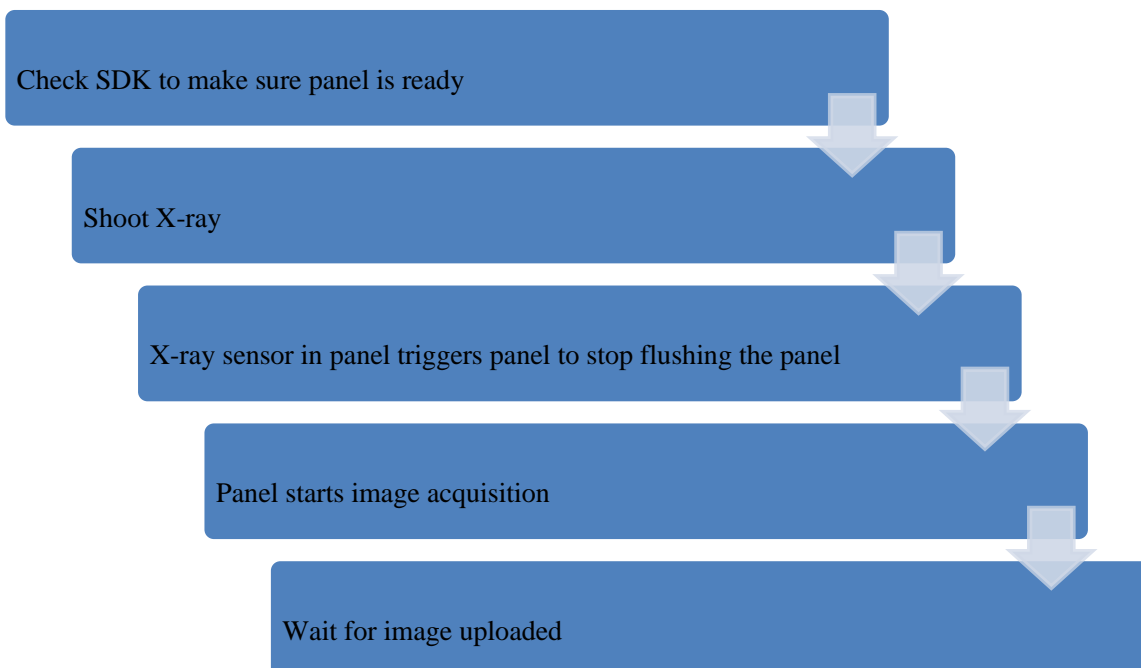 Check SDK to make sure panel is ready
Shoot X-ray
X-ray sensor in panel triggers panel to stop flushing the panel
Panel starts image acquisition
Wait for image uploaded